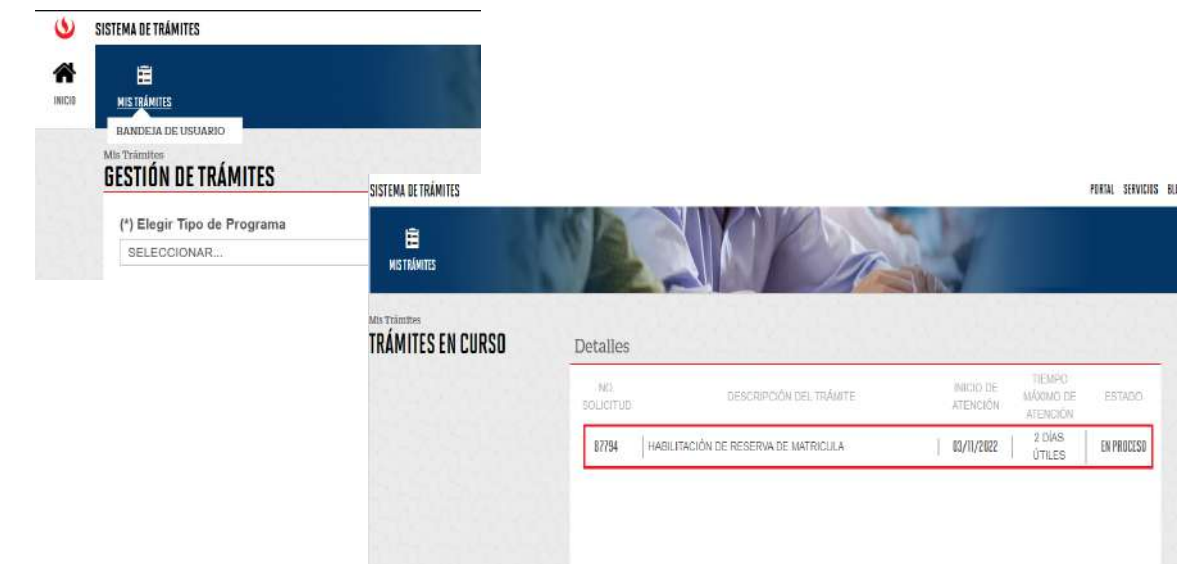 SISTEMA DE TRÁMITES
INICIO
MIS TRÁMITES
BANDEJA DE USUARIO
Mis Trámites
GESTIÓN DE TRÁMITES
(*) Elegir Tipo de Programa
SELECCIONAR...
SISTEMA DE TRÁMITES
PORTAL SERVICIOS
MIS TRÁMITES
Mis Trámites
TRÁMITES EN CURSO
Detalles
NO. SOLICITUD
DESCRIPCIÓN DEL TRÁMITE
INICIO DE ATENCIÓN
TIEMPO MÁXIMO DE ATENCIÓN
ESTADO
87794
HABILITACIÓN DE RESERVA DE MATRICULA
03/11/2022
2 DÍAS ÚTILES
EN PROCESO